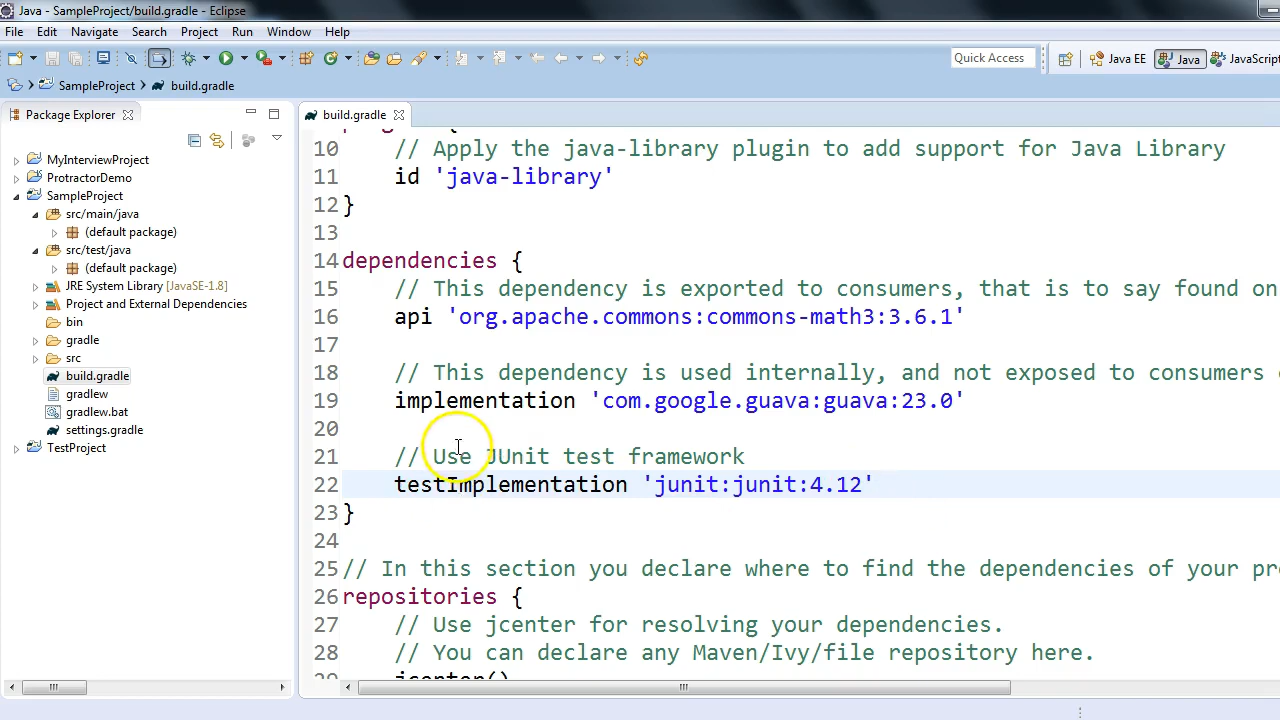 Java - SampleProject/build.gradle - Eclipse
File Edit Navigate Search Project Run Window Help
Quick Access
Java EE
Java
JavaScript
SampleProject
build.gradle
Package Explorer
build.gradle
MyInterviewProject
ProtractorDemo
SampleProject
src/main/java
(default package)
src/test/java
(default package)
JRE System Library [JavaSE-1.8]
Project and External Dependencies
bin
gradle
src
build.gradle
gradlew
gradlew.bat
settings.gradle
TestProject
10 // Apply the java-library plugin to add support for Java Library
11 id 'java-library'
12 }
13
14 dependencies {
15 // This dependency is exported to consumers, that is to say found on
16 api 'org.apache.commons:commons-math3:3.6.1'
17
18 // This dependency is used internally, and not exposed to consumers
19 implementation 'com.google.guava:guava:23.0'
20
21 // Use JUnit test framework
22 testImplementation 'junit:junit:4.12'
23 }
24
25 // In this section you declare where to find the dependencies of your pr
26 repositories {
27 // Use jcenter for resolving your dependencies.
28 // You can declare any Maven/Ivy/file repository here.